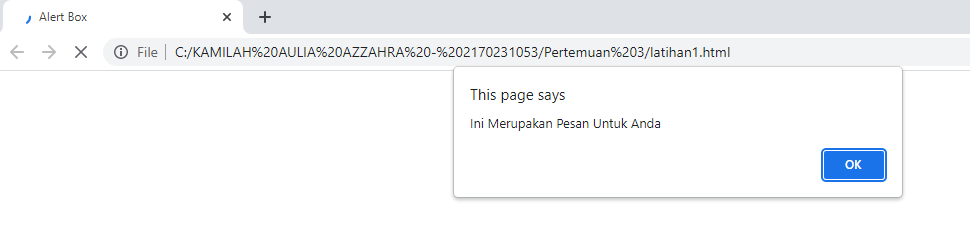 Alert Box
File | C:/KAMILAH%20AULIA%20AZZAHRA%20-%202170231053/Pertemuan%203/latihan1.html
This page says
Ini Merupakan Pesan Untuk Anda
OK